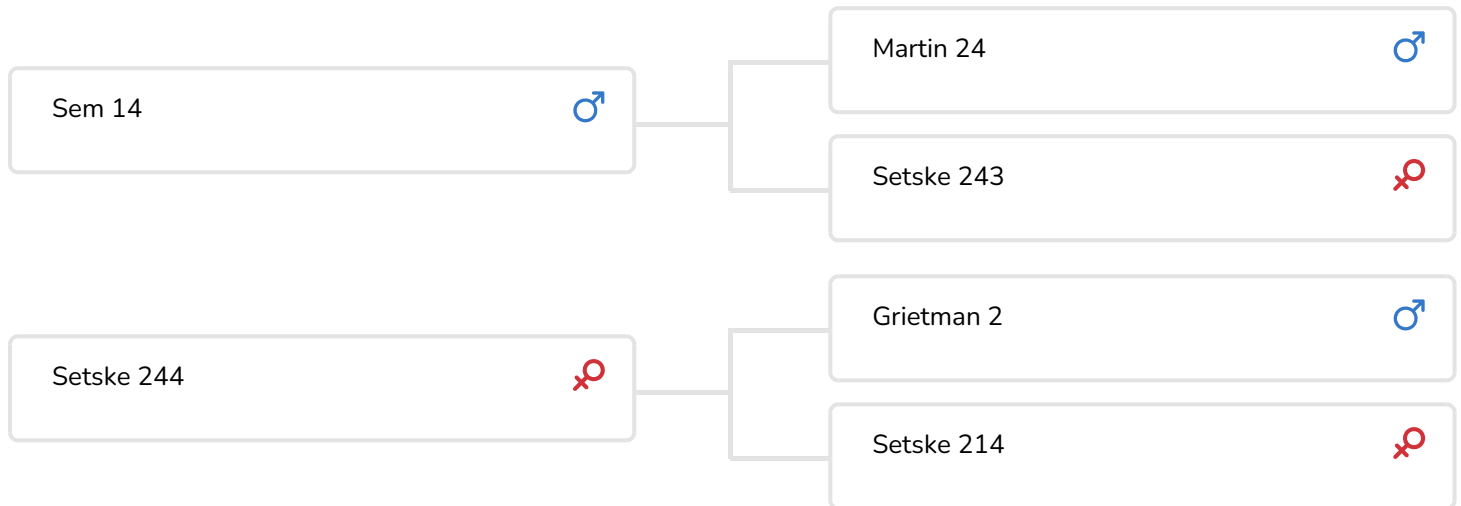 Martin 24
Sem 14
Setske 243
Grietman 2
Setske 244
Setske 214